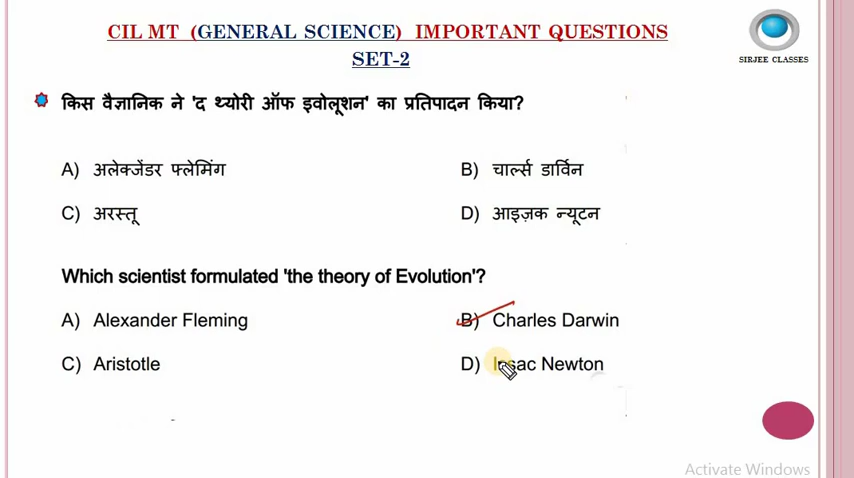 CIL MT (GENERAL SCIENCE) IMPORTANT QUESTIONS
SET-2
SIRJEE CLASSES
किस वैज्ञानिक ने 'द थ्योरी ऑफ इवोलूशन' का प्रतिपादन किया?
A) अलेक्जेंडर फ्लेमिंग B) चार्ल्स डार्विन
C) अरस्तू D) आइज़क न्यूटन
Which scientist formulated 'the theory of Evolution'?
A) Alexander Fleming B) Charles Darwin
C) Aristotle D) Newton
Activate Windows